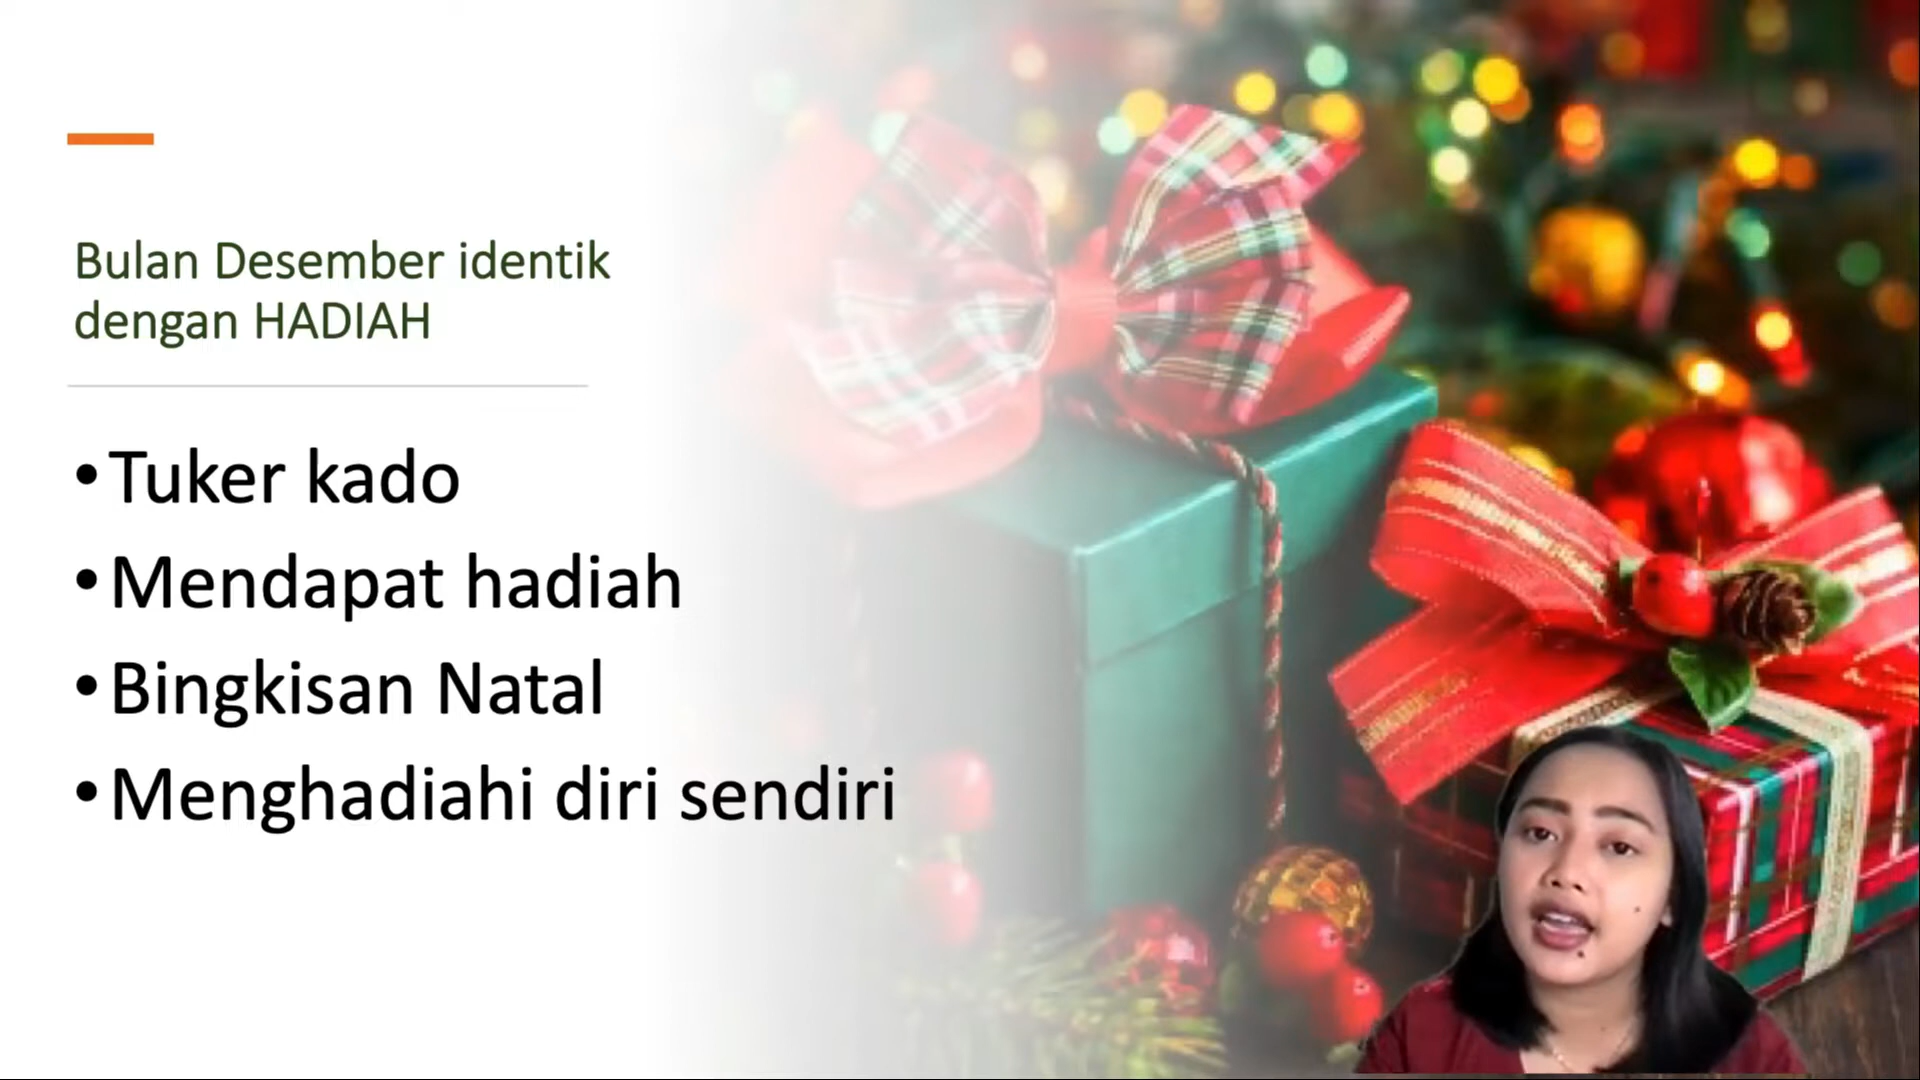 Bulan Desember identik
dengan HADIAH
•Tuker kado
•Mendapat hadiah
•Bingkisan Natal
•Menghadiahi diri sendiri